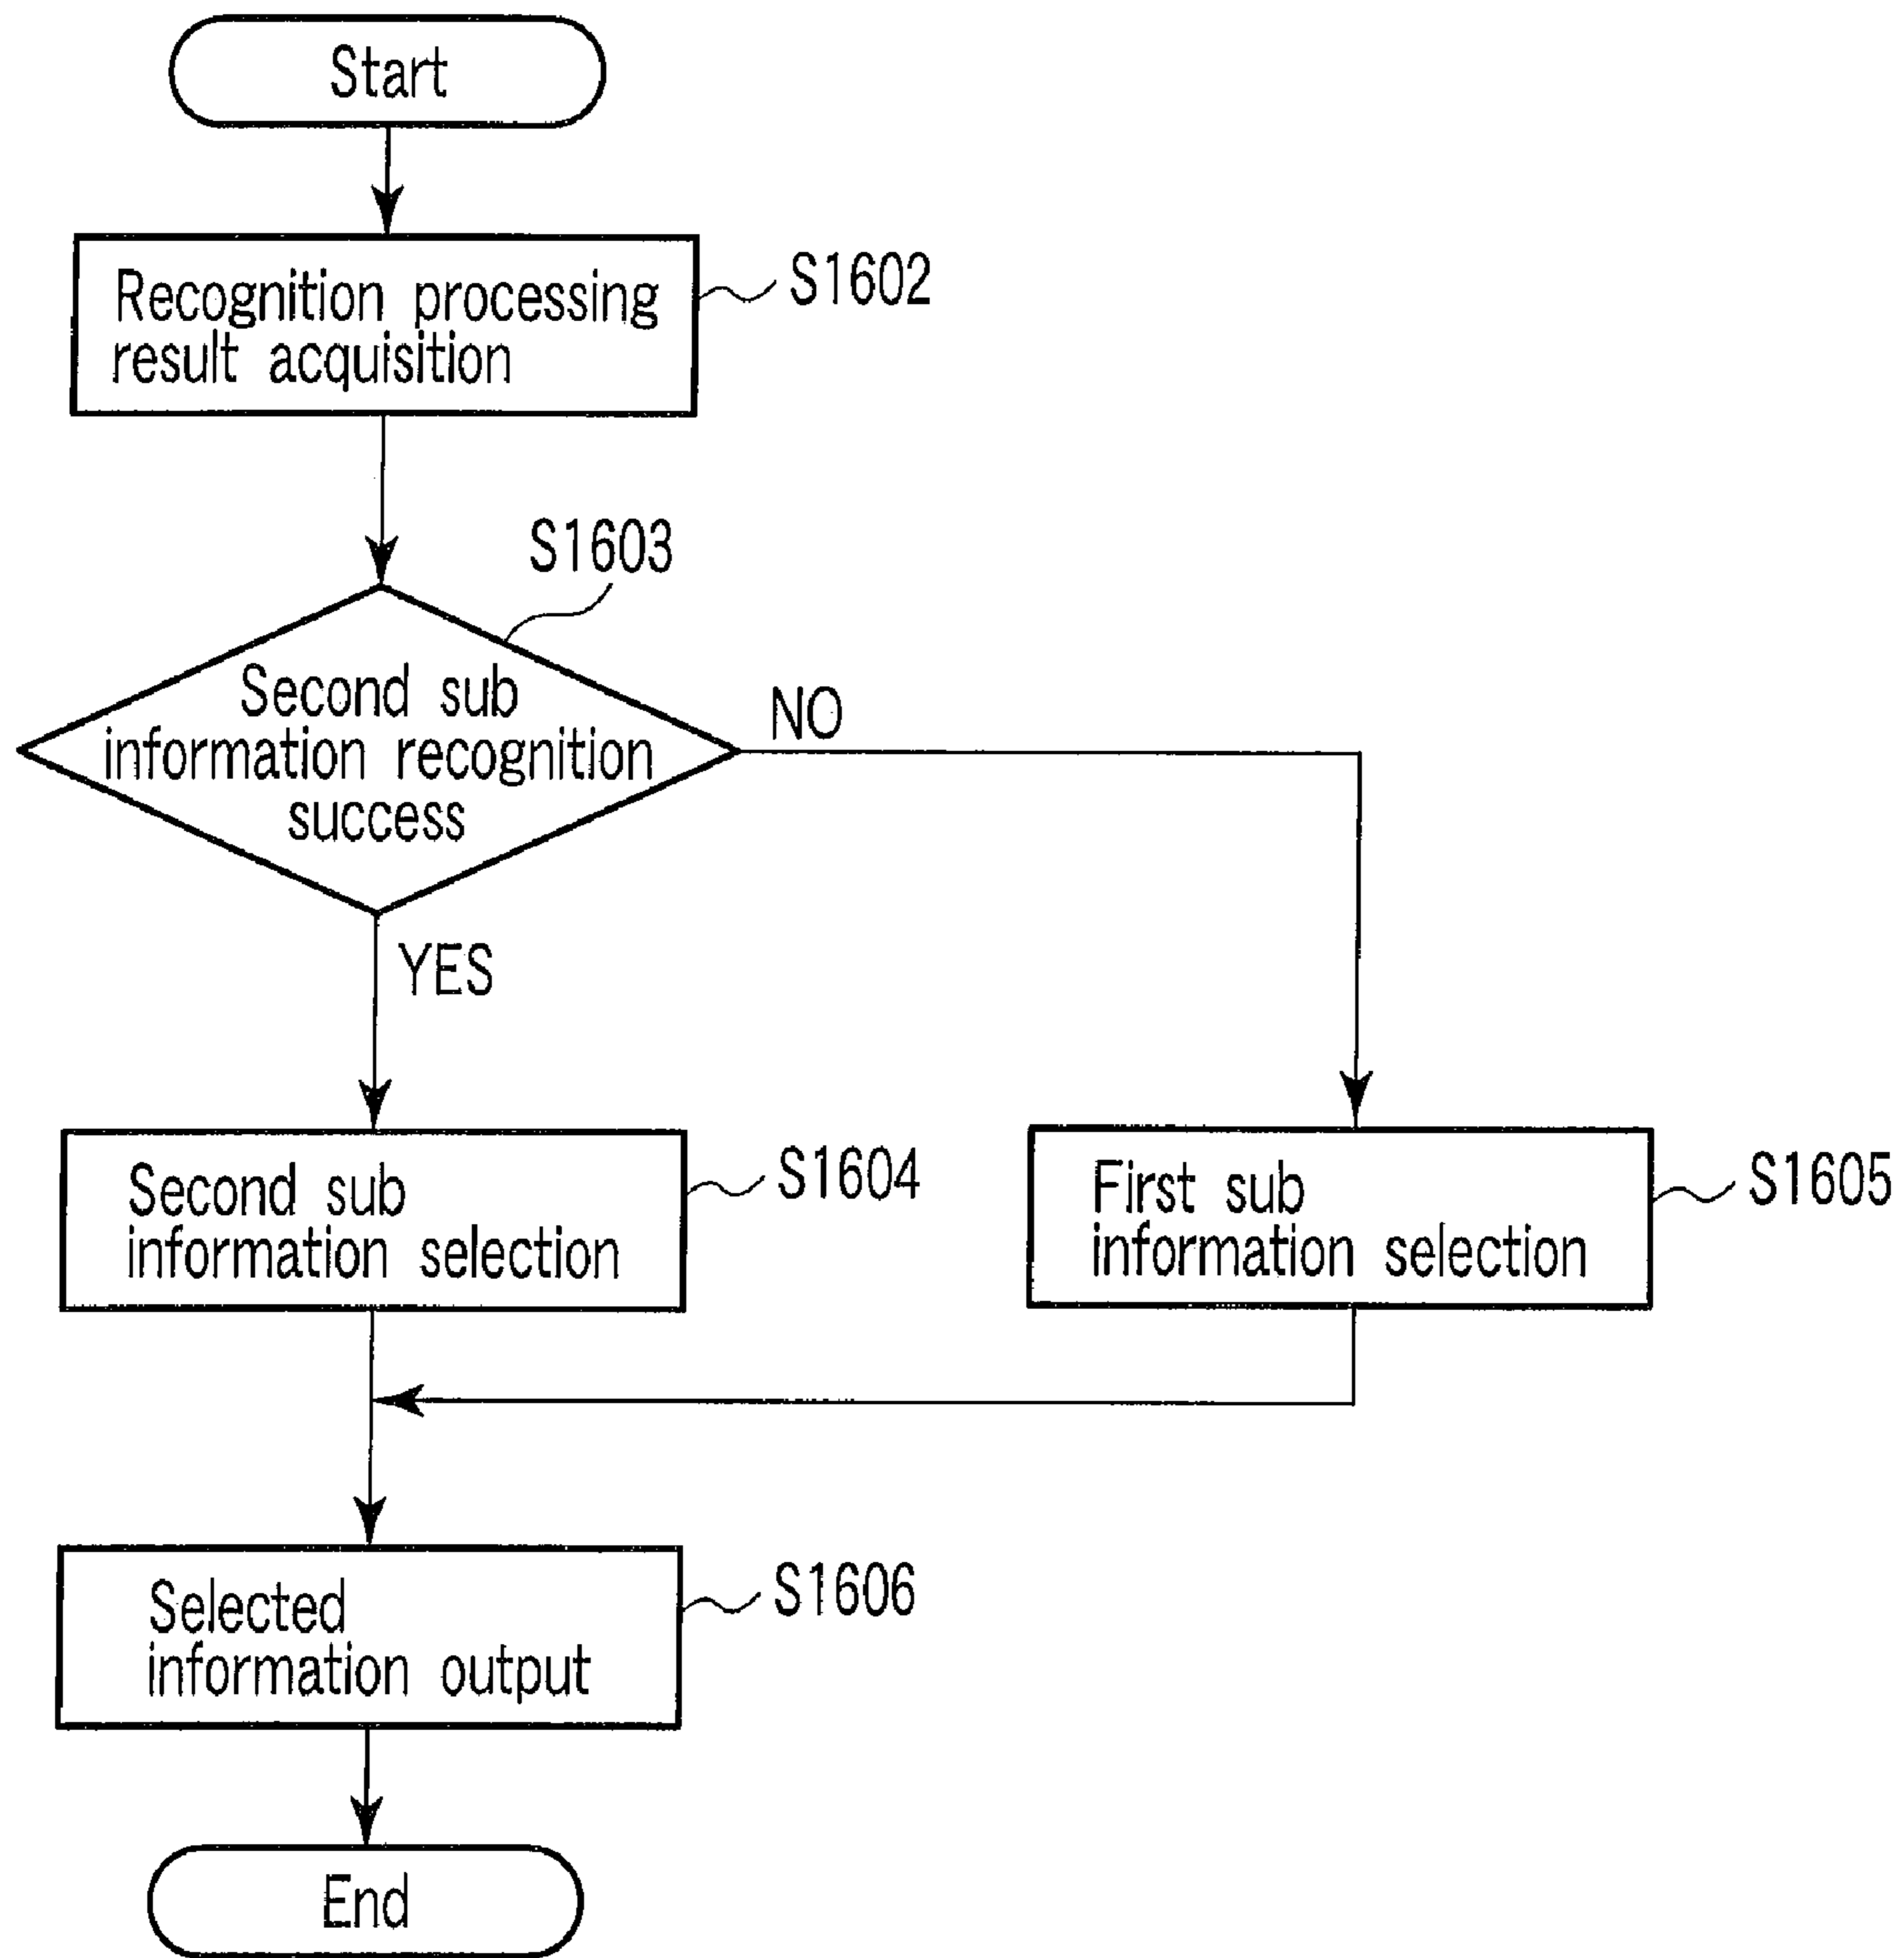 Start
Recognition processing
result acquisition
S1602
S1603
Second sub
information recognition
success
NO
YES
Second sub
information selection
S1604
First sub
information selection
S1605
Selected
information output
S1606
End